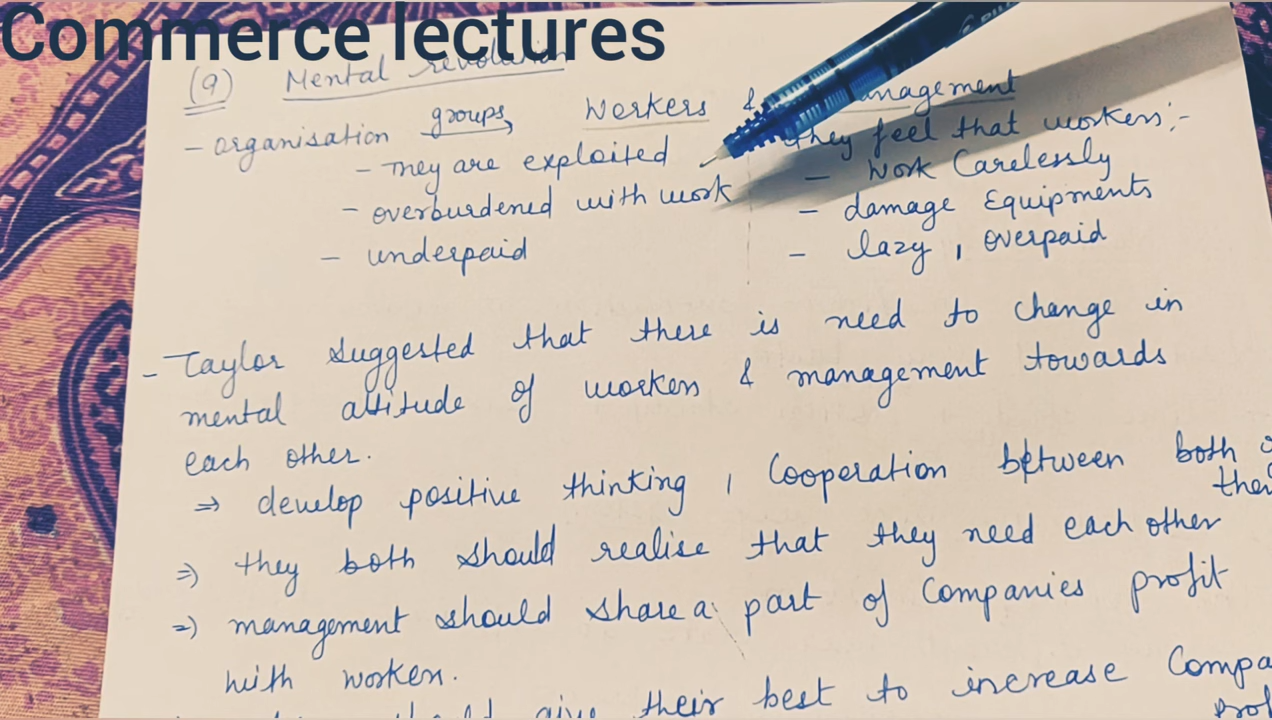 Commerce lectures
(9) Mental revolution
- organisation groups Workers &
- They are exploited they feel that workers:-
- overburdened with work - work Carelessly
- underpaid - damage Equipments
- lazy, overpaid
- Taylor suggested that there is need to change in
mental attitude of workers & management towards
each other.
⇒ develop positive thinking, Cooperation between both
⇒ they both should realise that they need each other
⇒ management should share a part of Companies profit
with workers.
their best to increase